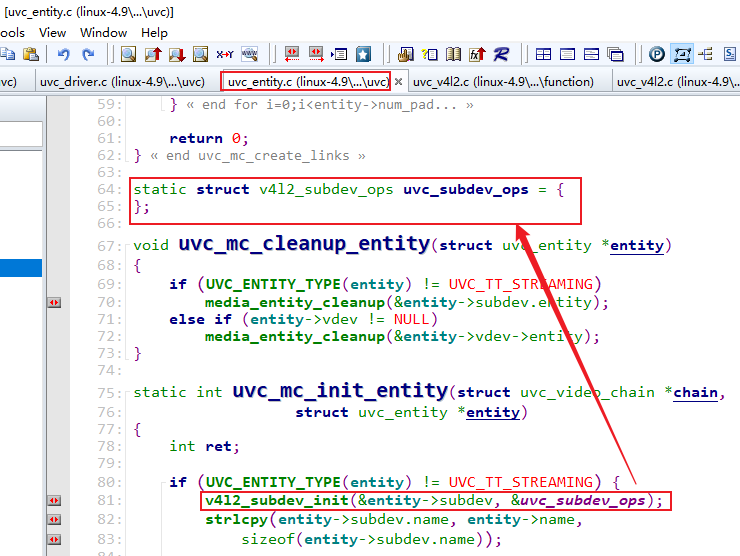 [uvc_entity.c (linux-4.9\...\uvc)]
ools View Window Help
vc) uvc_driver.c (linux-4.9\...\uvc) uvc_entity.c (linux-4.9\...\uvc) uvc_v4l2.c (linux-4.9\...\function) uvc_v4l2.c (linux-4.9\...\uv
59: } « end for i=0;i<entity->num_pad... »
60:
61: return 0;
62: } « end uvc_mc_create_links »
63:
64: static struct v4l2_subdev_ops uvc_subdev_ops = {
65: };
66:
67: void uvc_mc_cleanup_entity(struct uvc_entity *entity)
68: {
69: if (UVC_ENTITY_TYPE(entity) != UVC_TT_STREAMING)
70: media_entity_cleanup(&entity->subdev.entity);
71: else if (entity->vdev != NULL)
72: media_entity_cleanup(&entity->vdev->entity);
73: }
74:
75: static int uvc_mc_init_entity(struct uvc_video_chain *chain,
76: struct uvc_entity *entity)
77: {
78: int ret;
79:
80: if (UVC_ENTITY_TYPE(entity) != UVC_TT_STREAMING) {
81: v4l2_subdev_init(&entity->subdev, &uvc_subdev_ops);
82: strlcpy(entity->subdev.name, entity->name,
83: sizeof(entity->subdev.name));